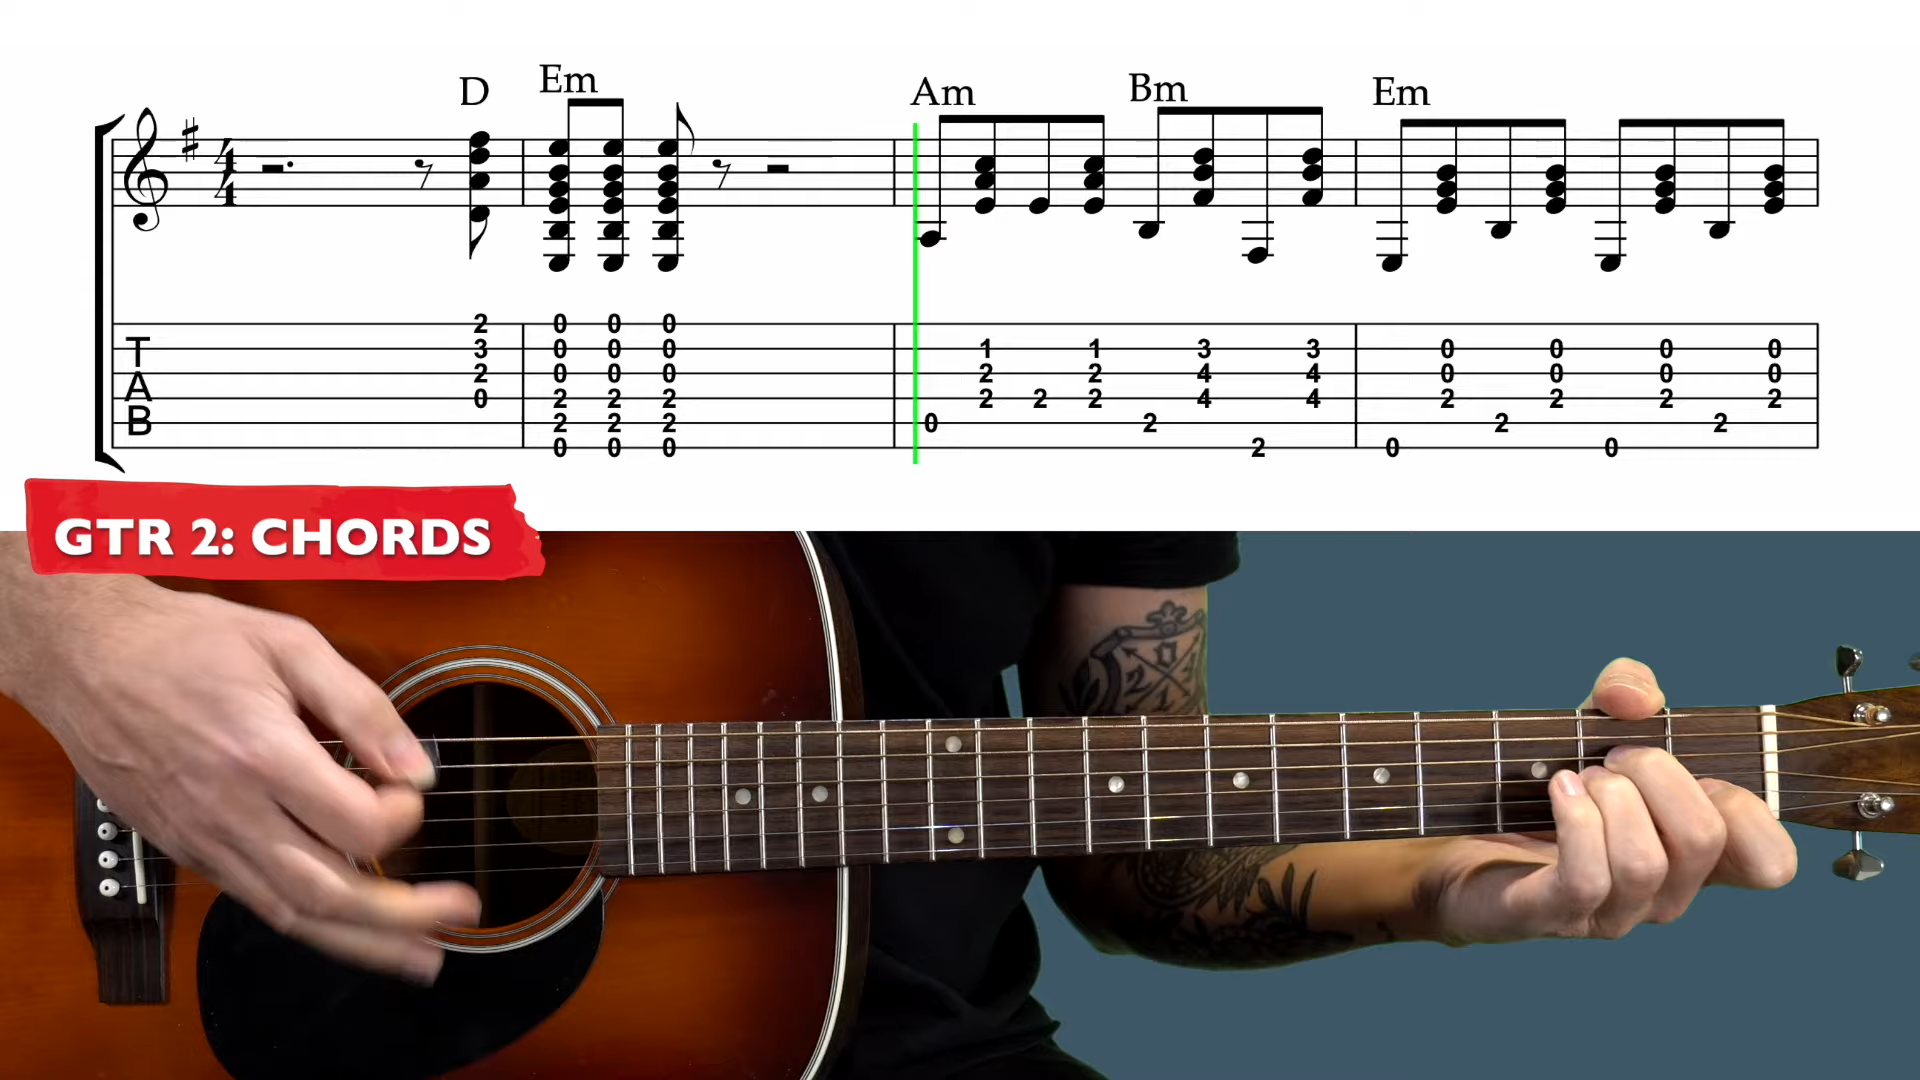 D Em Am Bm Em
4
4
2 0 0 0
T 3 0 0 0 1 1 3 3 0 0 0 0
2 0 0 0 2 2 4 4 0 0 0 0
A 0 2 2 2 2 2 2 4 4 2 2 2 2
B 2 2 2 0 2 2 2
0 0 0 2 0 0
GTR 2: CHORDS